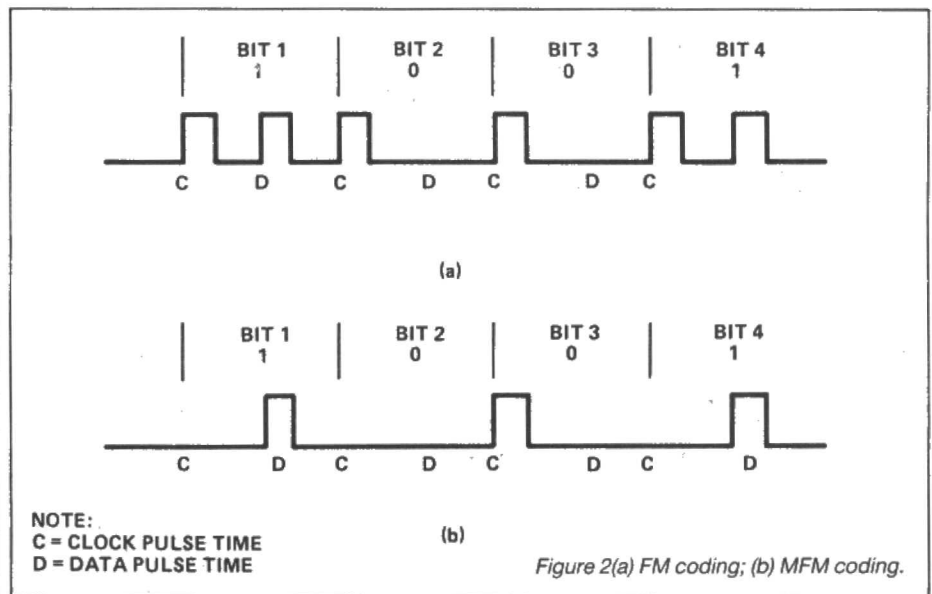 BIT 1 BIT 2 BIT 3 BIT 4
1 0 0 1
C D C D C D C
(a)
BIT 1 BIT 2 BIT 3 BIT 4
1 0 0 1
C D C D C D C D
NOTE:
C = CLOCK PULSE TIME
D = DATA PULSE TIME
(b)
Figure 2(a) FM coding; (b) MFM coding.